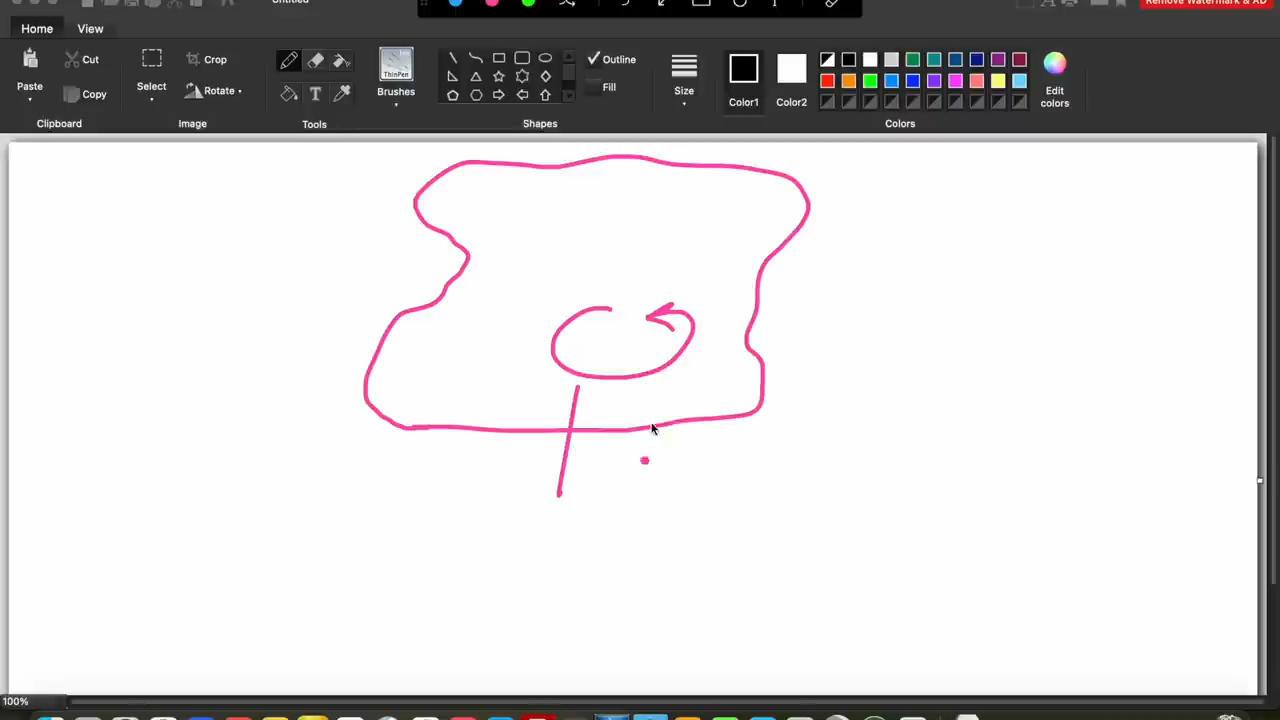 Untitled
Remove Watermark & AD
Home View
Paste Cut Copy
Clipboard
Select Crop Rotate
Image
Tools
ThinPen
Brushes
Outline
Fill
Shapes
Size
Color1 Color2
Edit colors
Colors
100%